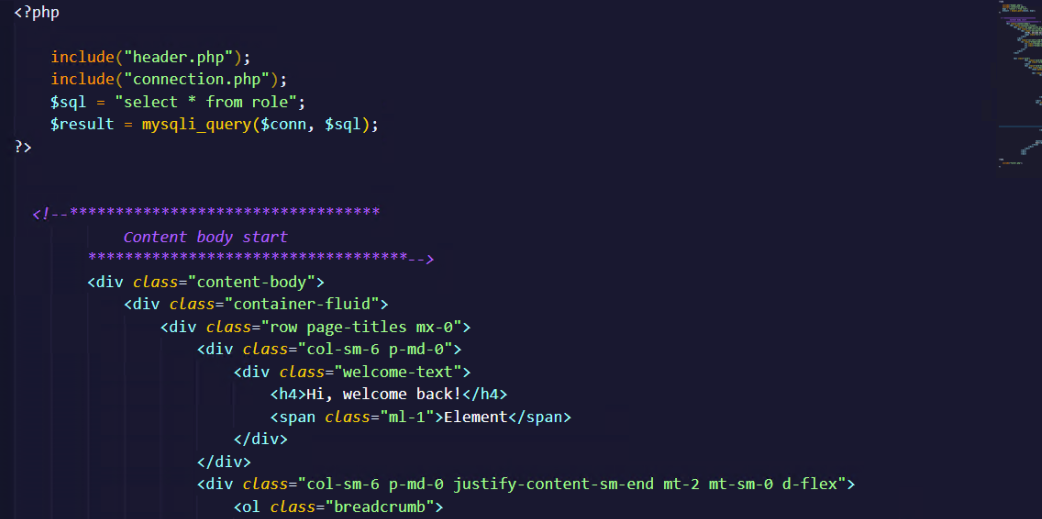 <?php
include("header.php");
include("connection.php");
$sql = "select * from role";
$result = mysqli_query($conn, $sql);
?>
<!--**********************************
Content body start
***********************************-->
<div class="content-body">
<div class="container-fluid">
<div class="row page-titles mx-0">
<div class="col-sm-6 p-md-0">
<div class="welcome-text">
<h4>Hi, welcome back!</h4>
<span class="ml-1">Element</span>
</div>
</div>
<div class="col-sm-6 p-md-0 justify-content-sm-end mt-2 mt-sm-0 d-flex">
<ol class="breadcrumb">